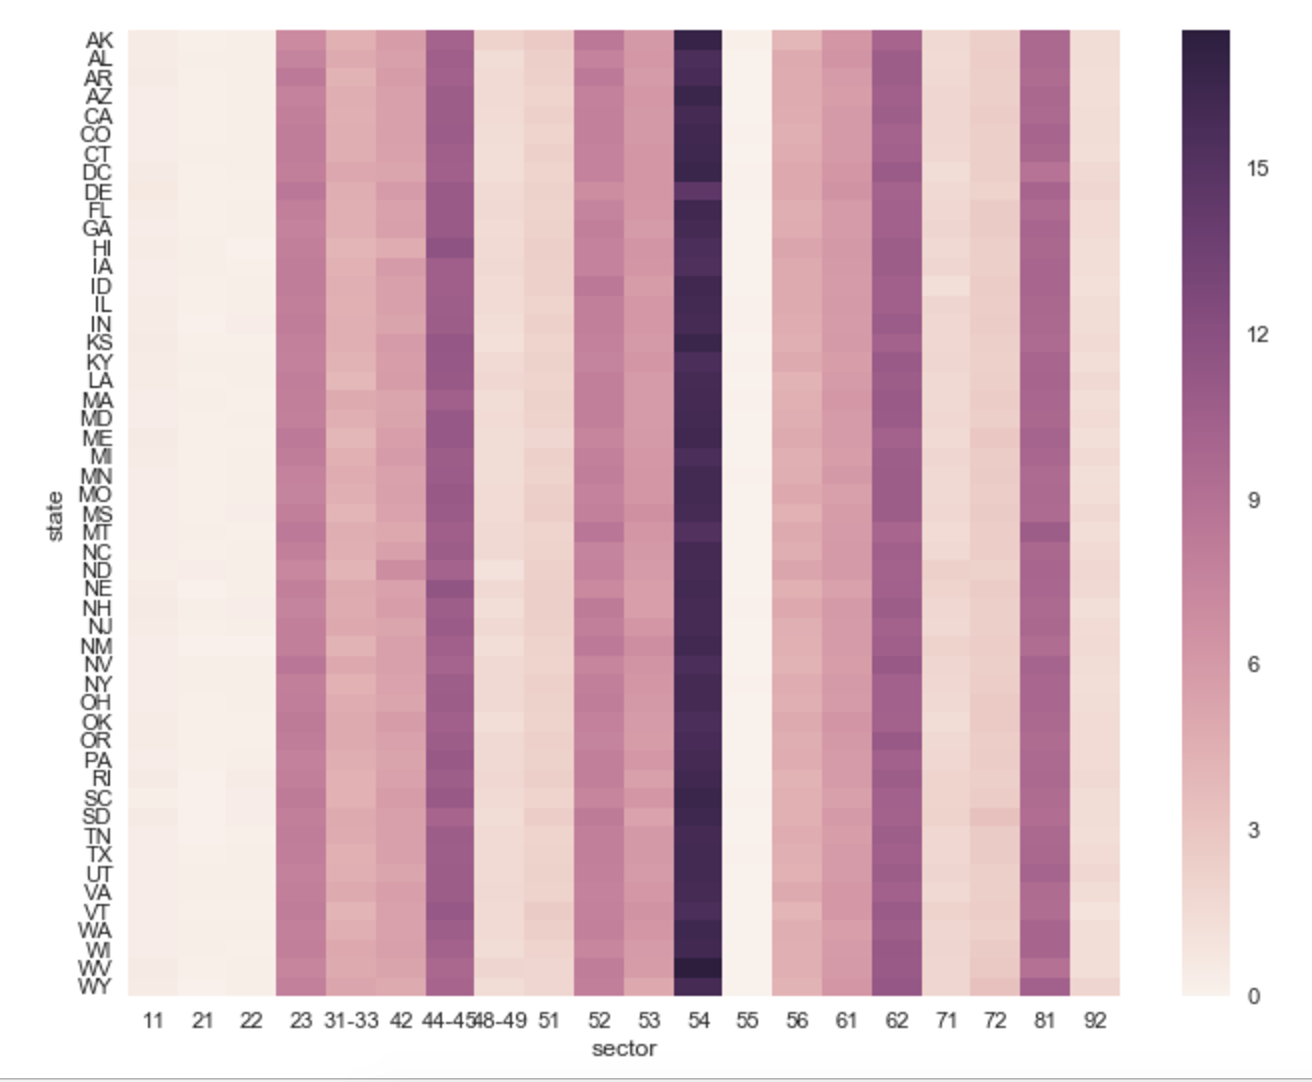 AK
AL
AR
AZ
CA
CO
CT
DC
DE
FL
GA
HI
IA
ID
IL
IN
KS
KY
LA
MA
MD
ME
MI
MN
MO
MS
MT
NC
ND
NE
NH
NJ
NM
NV
NY
OH
OK
OR
PA
RI
SC
SD
TN
TX
UT
VA
VT
WA
WI
WV
WY
state
11 21 22 23 31-33 42 44-45 48-49 51 52 53 54 55 56 61 62 71 72 81 92
sector
15
12
9
6
3
0